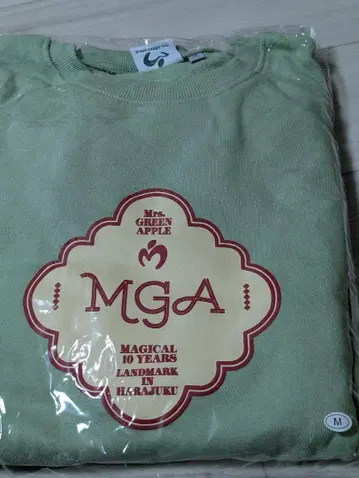 Mrs.
GREEN
APPLE
MGA
MAGICAL
10 YEARS
LANDMARK
IN
HARAJUKU
M